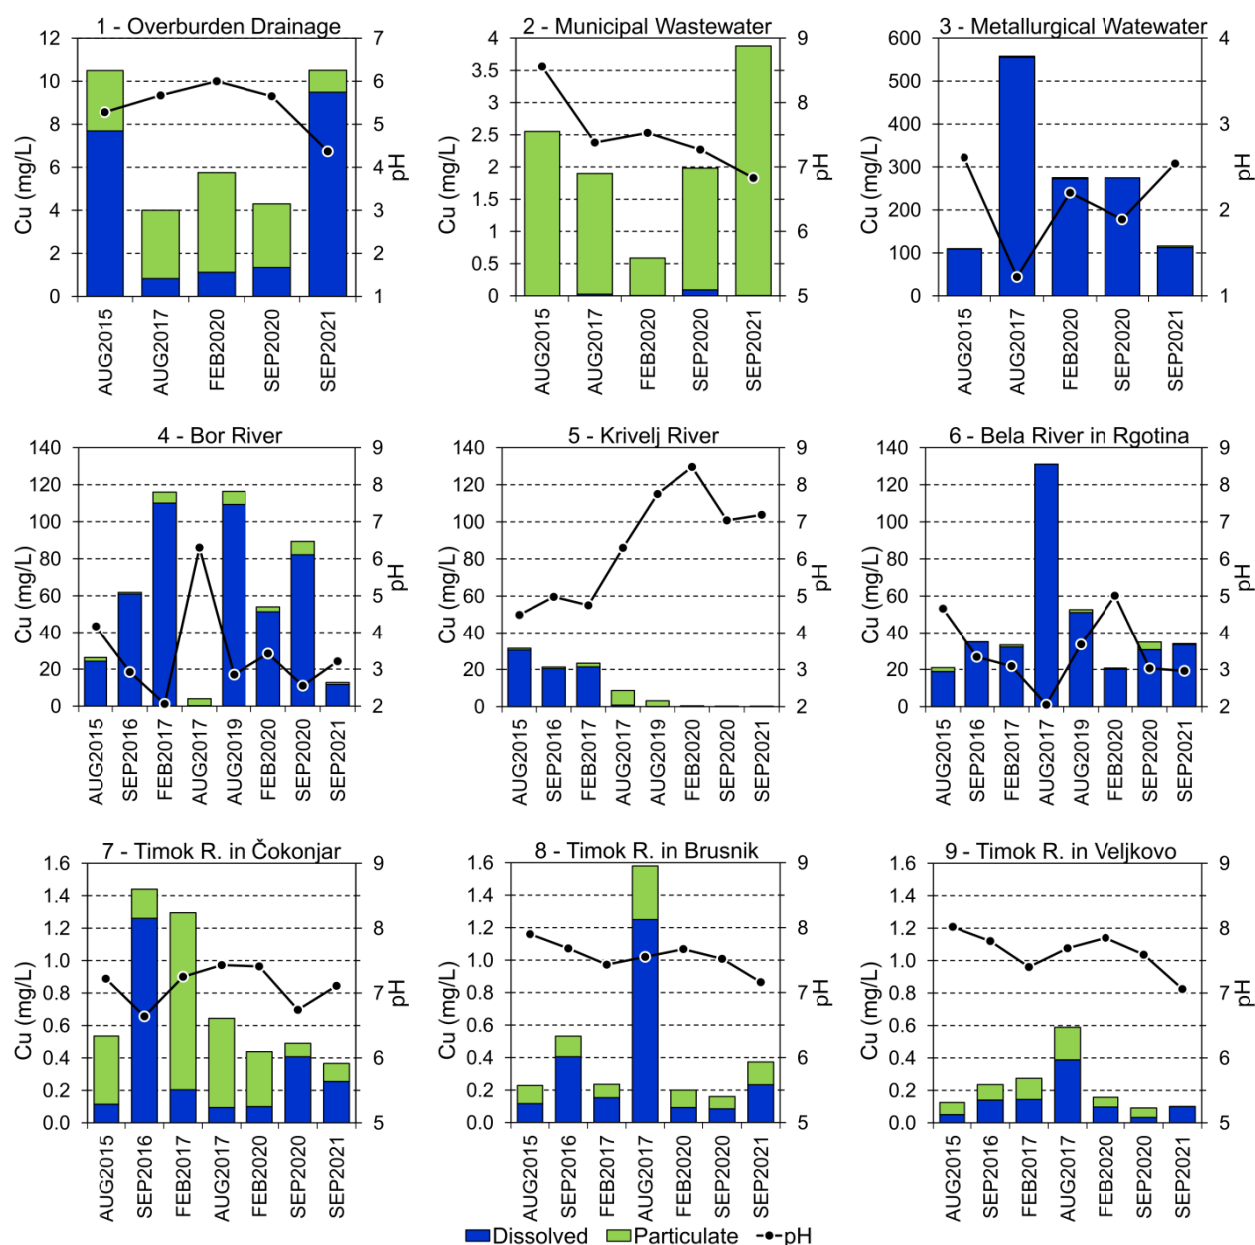 1 - Overburden Drainage
12
10
8
6
4
2
0
Cu (mg/L)
7
6
5
4
3
2
1
pH
AUG2015
AUG2017
FEB2020
SEP2020
SEP2021
2 - Municipal Wastewater
4
3.5
3
2.5
2
1.5
1
0.5
0
Cu (mg/L)
9
8
7
6
5
pH
AUG2015
AUG2017
FEB2020
SEP2020
SEP2021
3 - Metallurgical Watewater
600
500
400
300
200
100
0
Cu (mg/L)
4
3
2
1
pH
AUG2015
AUG2017
FEB2020
SEP2020
SEP2021
4 - Bor River
140
120
100
80
60
40
20
0
Cu (mg/L)
9
8
7
6
5
4
3
2
pH
AUG2015
SEP2016
FEB2017
AUG2017
AUG2019
FEB2020
SEP2020
SEP2021
5 - Krivelj River
140
120
100
80
60
40
20
0
Cu (mg/L)
9
8
7
6
5
4
3
2
pH
AUG2015
SEP2016
FEB2017
AUG2017
AUG2019
FEB2020
SEP2020
SEP2021
6 - Bela River in Rgotina
140
120
100
80
60
40
20
0
Cu (mg/L)
9
8
7
6
5
4
3
2
pH
AUG2015
SEP2016
FEB2017
AUG2017
AUG2019
FEB2020
SEP2020
SEP2021
7 - Timok R. in Čokonjar
1.6
1.4
1.2
1.0
0.8
0.6
0.4
0.2
0.0
Cu (mg/L)
9
8
7
6
5
pH
AUG2015
SEP2016
FEB2017
AUG2017
FEB2020
SEP2020
SEP2021
8 - Timok R. in Brusnik
1.6
1.4
1.2
1.0
0.8
0.6
0.4
0.2
0.0
Cu (mg/L)
9
8
7
6
5
pH
AUG2015
SEP2016
FEB2017
AUG2017
FEB2020
SEP2020
SEP2021
9 - Timok R. in Veljkovo
1.6
1.4
1.2
1.0
0.8
0.6
0.4
0.2
0.0
Cu (mg/L)
9
8
7
6
5
pH
AUG2015
SEP2016
FEB2017
AUG2017
FEB2020
SEP2020
SEP2021
Dissolved Particulate pH